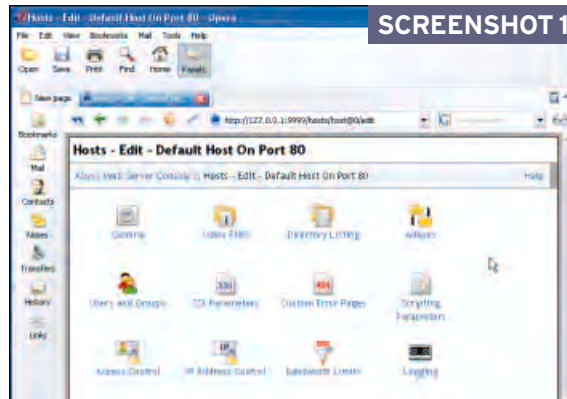 Hosts - Edit - Default Host On Port 80 - Opera
SCREENSHOT 1
File Edit View Bookmarks Mail Tools Help
Open Save Print Find Home Panels
New page
http://127.0.0.1:9999/hosts/host@0/edit
Bookmarks
Mail
Contacts
Notes
Transfers
History
Links
Hosts - Edit - Default Host On Port 80
Abyss Web Server Console :: Hosts - Edit - Default Host On Port 80 Help
General Index Files Directory Listing Aliases
Users and Groups SSI Parameters Custom Error Pages Scripting
Parameters
Access Control IP Address Control Bandwidth Limits Logging